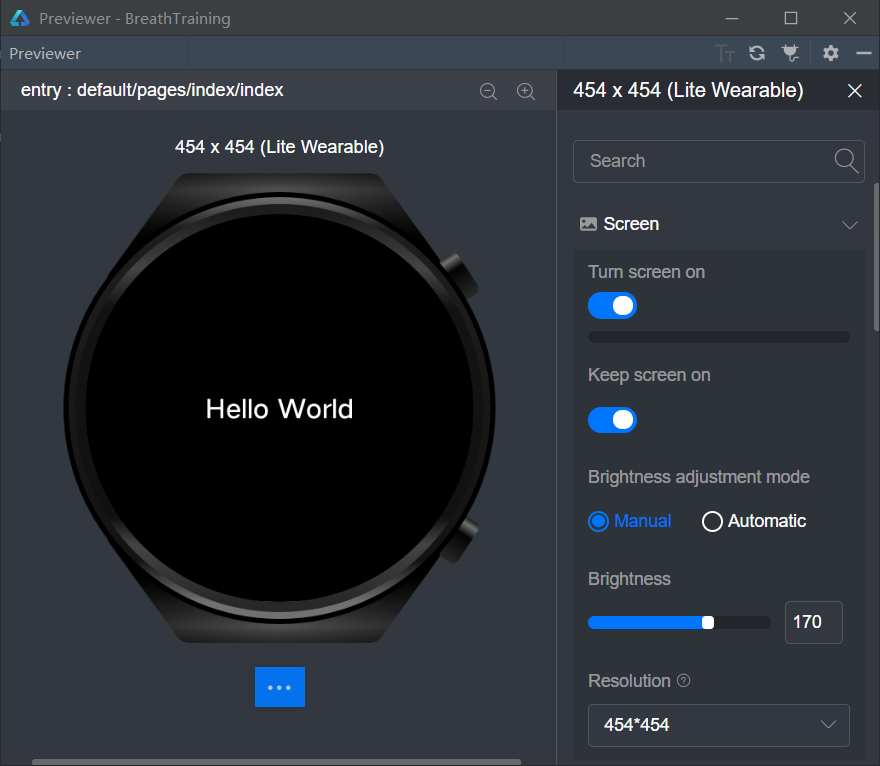 Previewer - BreathTraining
Previewer
entry : default/pages/index/index
454 x 454 (Lite Wearable)
Hello World
454 x 454 (Lite Wearable)
Search
Screen
Turn screen on
Keep screen on
Brightness adjustment mode
Manual Automatic
Brightness
170
Resolution
454*454